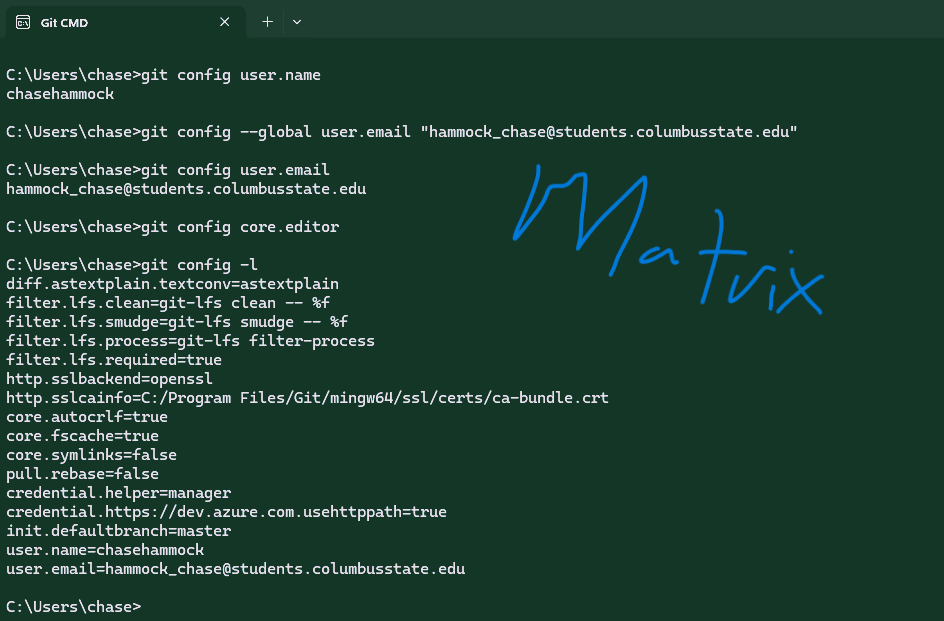 Git CMD
C:\Users\chase>git config user.name
chasehammock
C:\Users\chase>git config --global user.email "hammock_chase@students.columbusstate.edu"
C:\Users\chase>git config user.email
hammock_chase@students.columbusstate.edu
Matrix
C:\Users\chase>git config core.editor
C:\Users\chase>git config -l
diff.astextplain.textconv=astextplain
filter.lfs.clean=git-lfs clean -- %f
filter.lfs.smudge=git-lfs smudge -- %f
filter.lfs.process=git-lfs filter-process
filter.lfs.required=true
http.sslbackend=openssl
http.sslcainfo=C:/Program Files/Git/mingw64/ssl/certs/ca-bundle.crt
core.autocrlf=true
core.fscache=true
core.symlinks=false
pull.rebase=false
credential.helper=manager
credential.https://dev.azure.com.usehttppath=true
init.defaultbranch=master
user.name=chasehammock
user.email=hammock_chase@students.columbusstate.edu
C:\Users\chase>